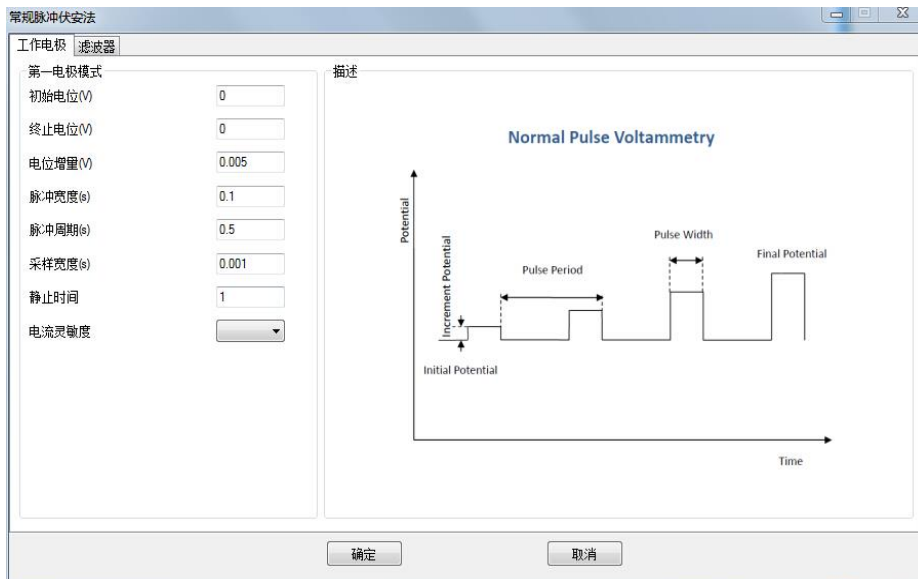 常规脉冲伏安法
工作电极 滤波器
第一电极模式
初始电位(V) 0
终止电位(V) 0
电位增量(V) 0.005
脉冲宽度(s) 0.1
脉冲周期(s) 0.5
采样宽度(s) 0.001
静止时间 1
电流灵敏度
描述
Normal Pulse Voltammetry
Potential
Increment Potential
Pulse Period
Pulse Width
Final Potential
Initial Potential
Time
确定 取消